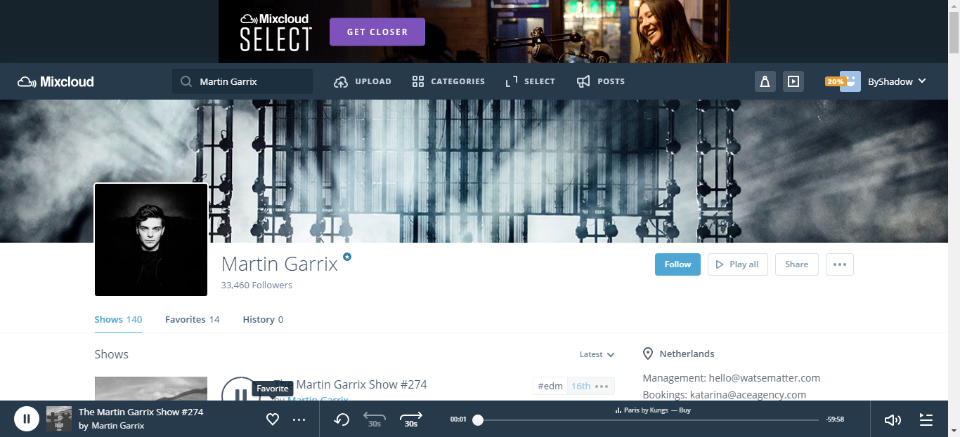 Mixcloud
SELECT
GET CLOSER
Mixcloud
Martin Garrix
UPLOAD
CATEGORIES
SELECT
POSTS
20%
ByShadow
Martin Garrix
33,460 Followers
Follow
Play all
Share
Shows 140
Favorites 14
History 0
Shows
Latest
Netherlands
Management: hello@watsematter.com
Bookings: katarina@aceagency.com
Favorite
The Martin Garrix Show #274
by Martin Garrix
#edm
16th
The Martin Garrix Show #274
by Martin Garrix
30s
30s
00:01
Paris by Kungs — Buy
-59:58